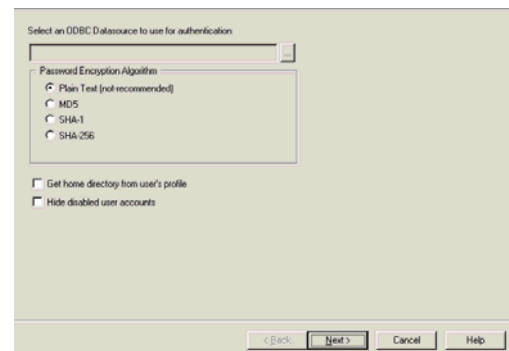 Select an ODBC Datasource to use for authentication
...
Password Encryption Algorithm
Plain Text (not recommended)
MD5
SHA-1
SHA-256
Get home directory from user's profile
Hide disabled user accounts
< Back
Next >
Cancel
Help